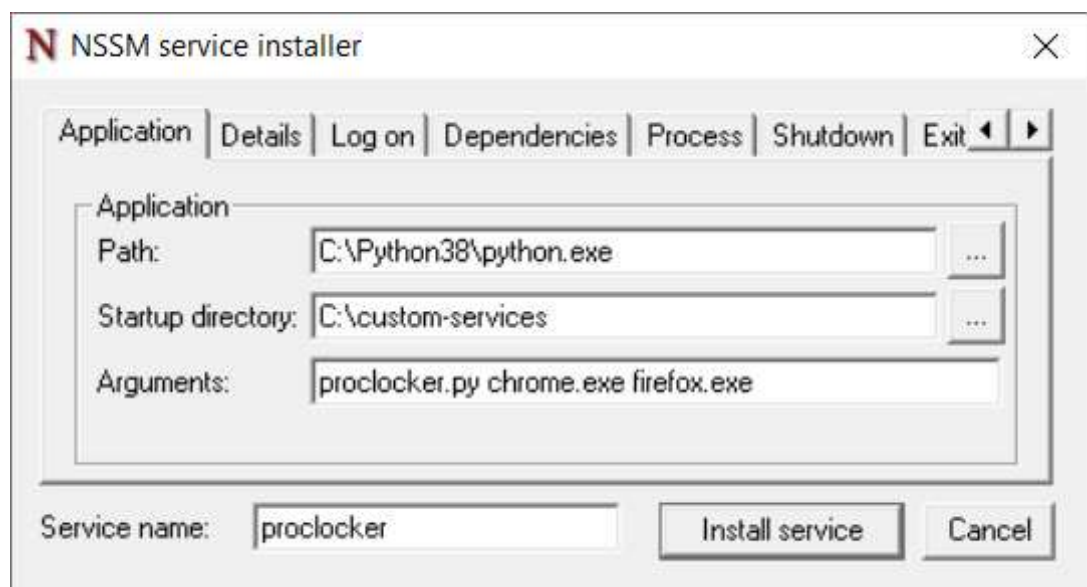 N NSSM service installer
Application Details Log on Dependencies Process Shutdown Exit
Application
Path: C:\Python38\python.exe ...
Startup directory: C:\custom-services ...
Arguments: proclocker.py chrome.exe firefox.exe
Service name: proclocker Install service Cancel